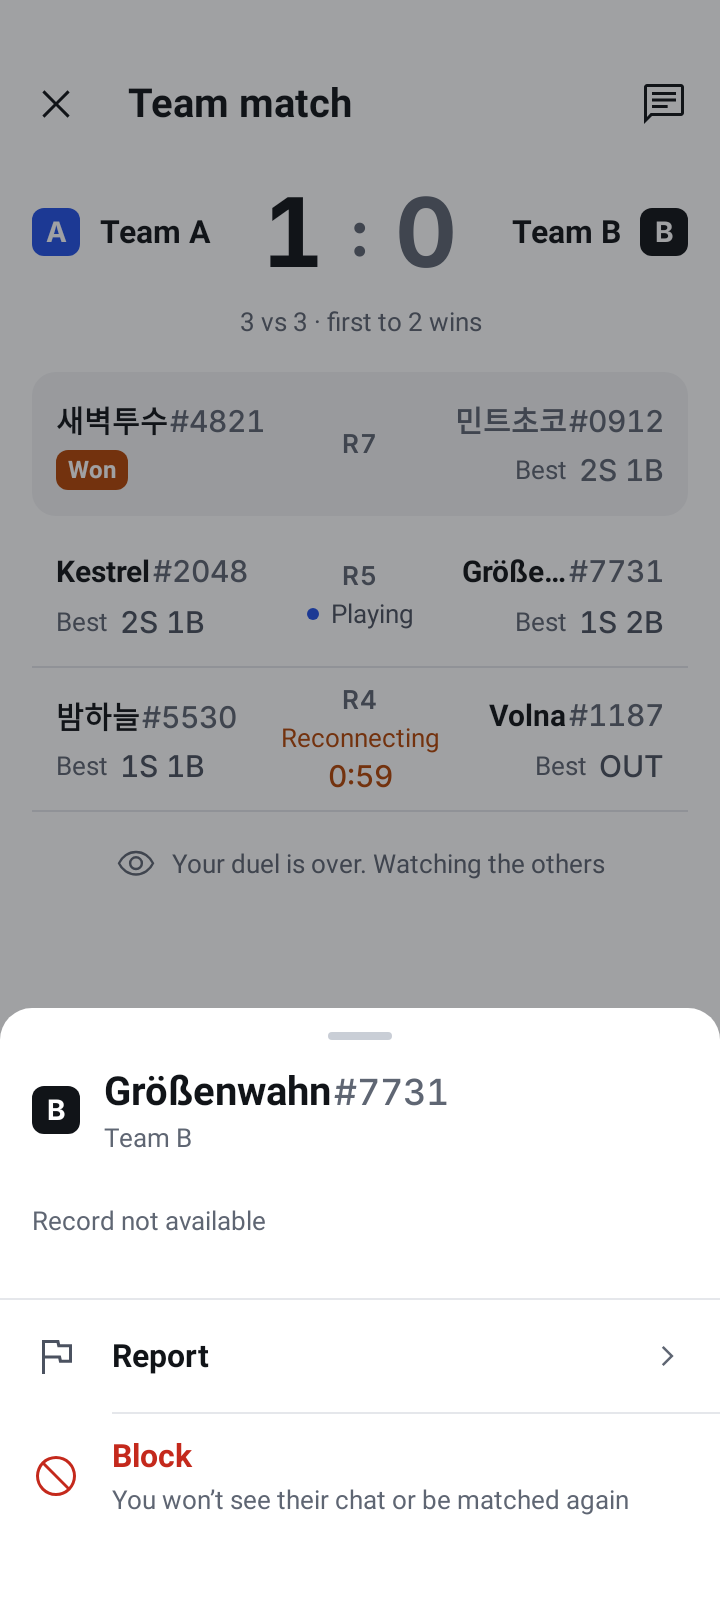 Team match
A Team A 1 : 0 Team B B
3 vs 3 · first to 2 wins
새벽투수#4821 R7 민트초코#0912
Won Best 2S 1B
Kestrel#2048 R5 Größe...#7731
Best 2S 1B Playing Best 1S 2B
밤하늘#5530 R4 Volna#1187
Reconnecting
Best 1S 1B 0:59 Best OUT
Your duel is over. Watching the others
B Größenwahn#7731
Team B
Record not available
Report
Block
You won’t see their chat or be matched again